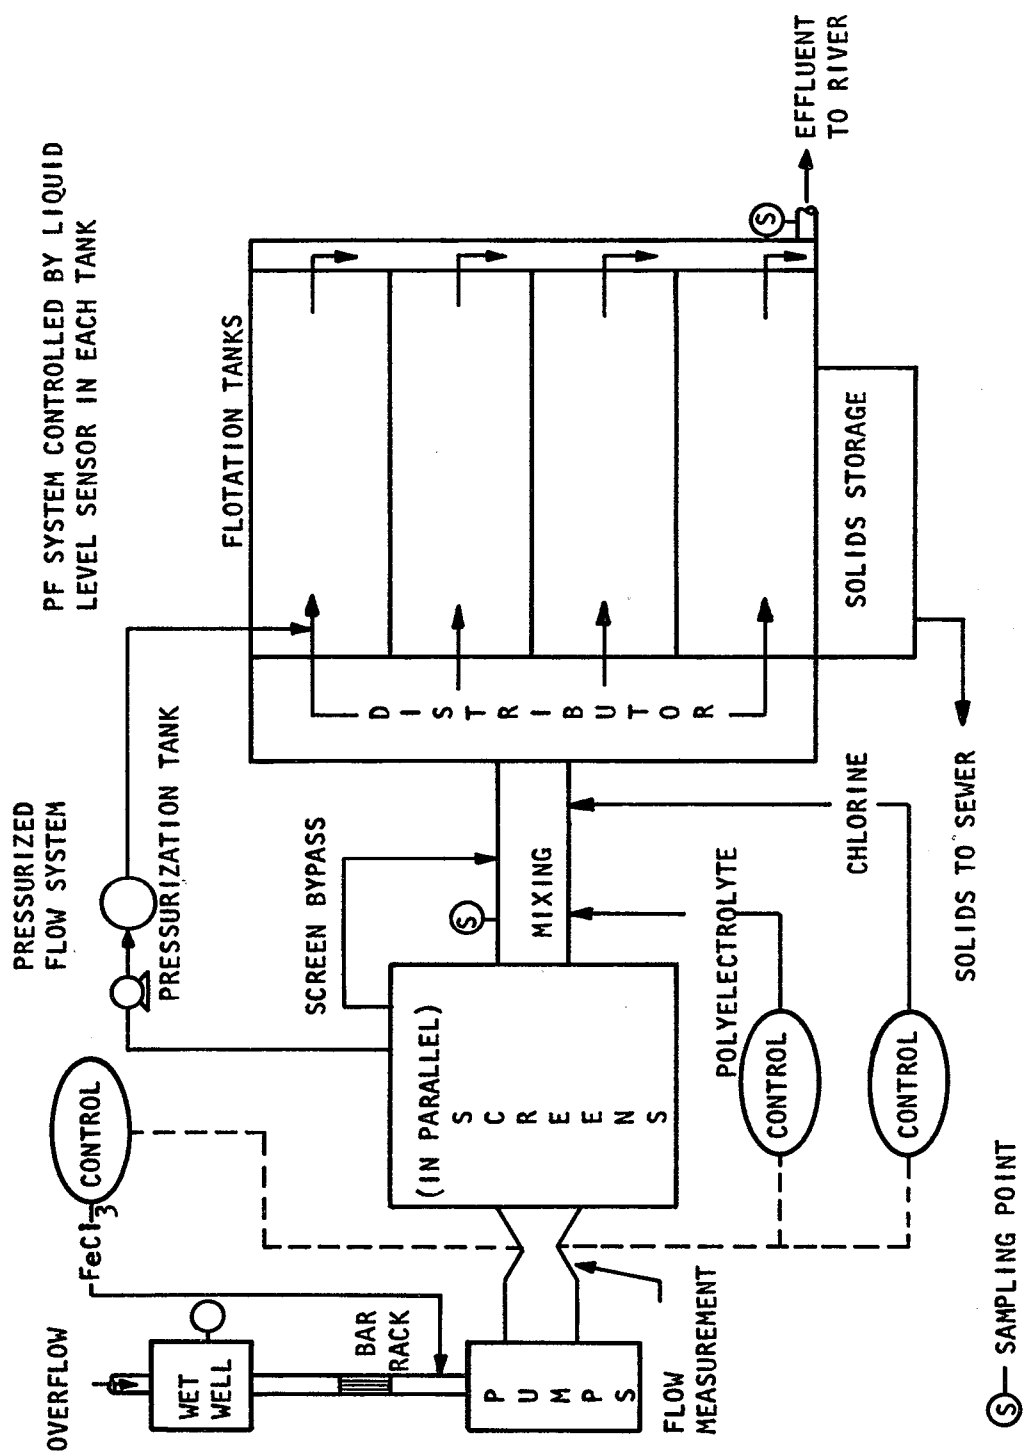 PF SYSTEM CONTROLLED BY LIQUID
LEVEL SENSOR IN EACH TANK
PRESSURIZED
FLOW SYSTEM
PRESSURIZATION TANK
FeCl3
CONTROL
OVERFLOW
WET
WELL
BAR
RACK
PUMPS
FLOW
MEASUREMENT
(IN PARALLEL)
SCREENS
SCREEN BYPASS
S
MIXING
DISTRIBUTOR
FLOTATION TANKS
S
EFFLUENT
TO RIVER
SOLIDS STORAGE
POLYELECTROLYTE
CONTROL
CHLORINE
CONTROL
SOLIDS TO SEWER
S SAMPLING POINT